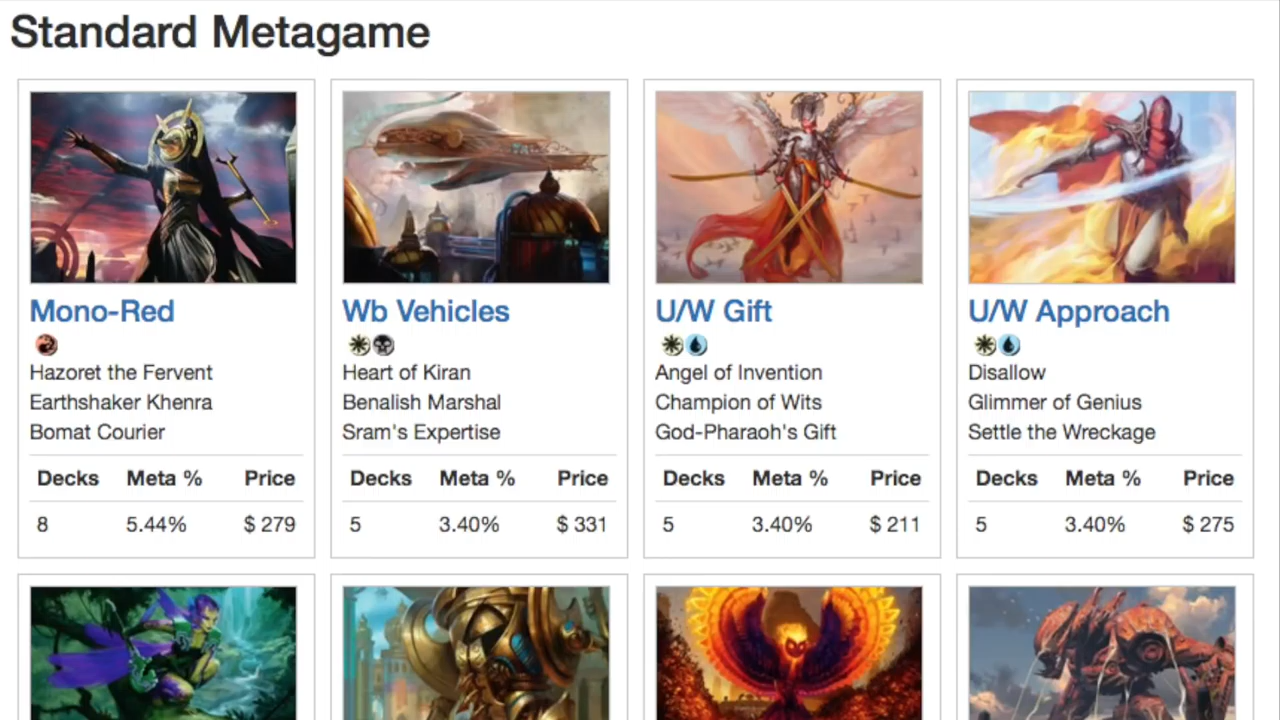 Standard Metagame
Mono-Red
Hazoret the Fervent
Earthshaker Khenra
Bomat Courier
Decks Meta % Price
8 5.44% $ 279
Wb Vehicles
Heart of Kiran
Benalish Marshal
Sram's Expertise
Decks Meta % Price
5 3.40% $ 331
U/W Gift
Angel of Invention
Champion of Wits
God-Pharaoh's Gift
Decks Meta % Price
5 3.40% $ 211
U/W Approach
Disallow
Glimmer of Genius
Settle the Wreckage
Decks Meta % Price
5 3.40% $ 275